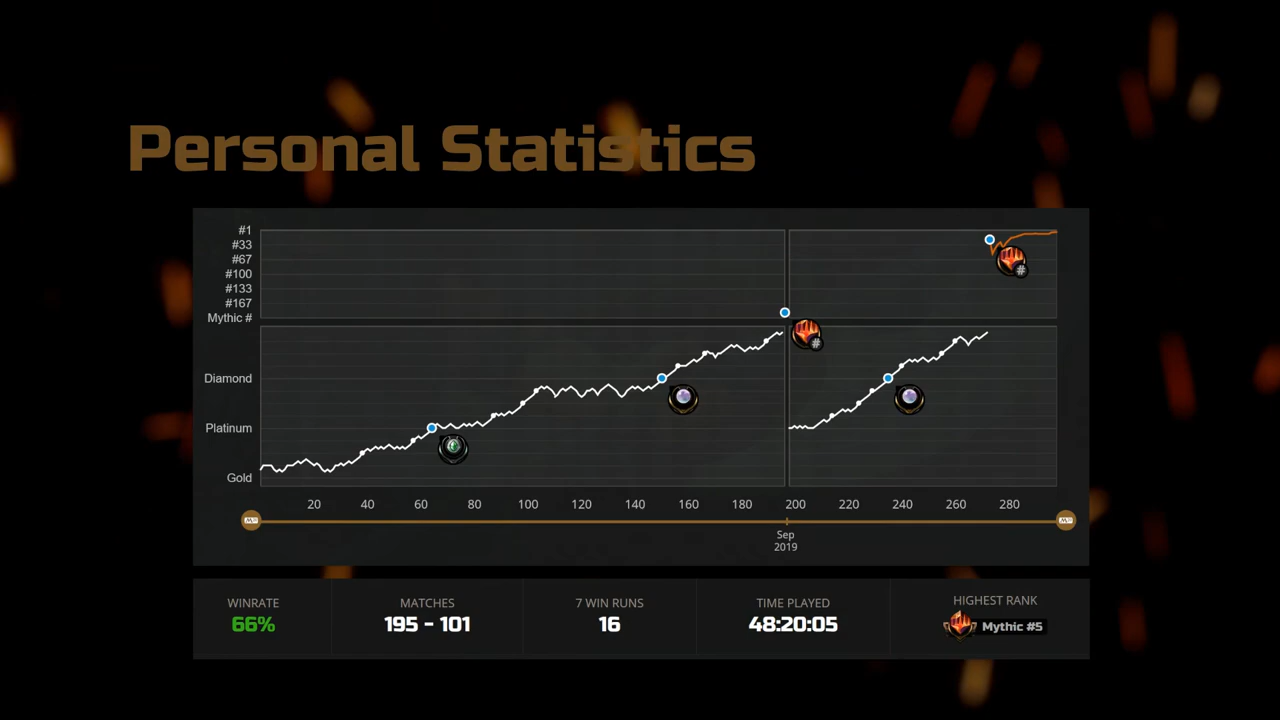 Personal Statistics
#1
#33
#67
#100
#133
#167
Mythic #
Diamond
Platinum
Gold
20 40 60 80 100 120 140 160 180 200 220 240 260 280
Sep
2019
WINRATE MATCHES 7 WIN RUNS TIME PLAYED HIGHEST RANK
66% 195 - 101 16 48:20:05 Mythic #5